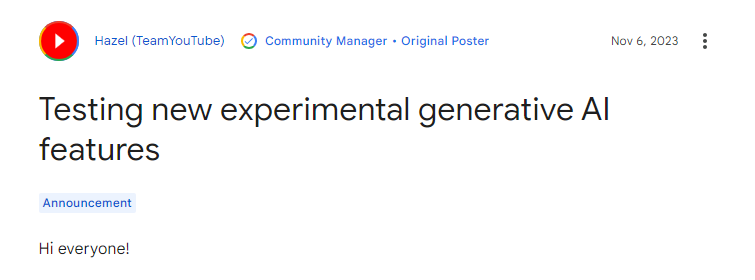 Hazel (TeamYouTube) Community Manager • Original Poster Nov 6, 2023
Testing new experimental generative AI
features
Announcement
Hi everyone!